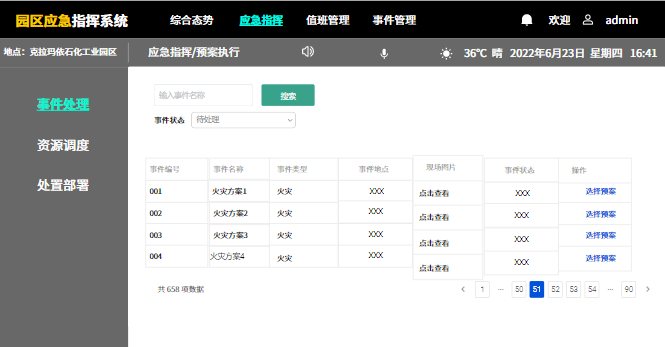 园区应急指挥系统 综合态势 应急指挥 值班管理 事件管理 欢迎 admin
地点：克拉玛依石化工业园区 应急指挥/预案执行 36℃ 晴 2022年6月23日 星期四 16:41
事件处理
资源调度
处置部署
输入事件名称 搜索
事件状态 待处理
事件编号 事件名称 事件类型 事件地点 现场图片 事件状态 操作
001 火灾方案1 火灾 XXX 点击查看 XXX 选择预案
002 火灾方案2 火灾 XXX 点击查看 XXX 选择预案
003 火灾方案3 火灾 XXX 点击查看 XXX 选择预案
004 火灾方案4 火灾 XXX 点击查看 XXX 选择预案
共 658 项数据 < 1 ··· 50 51 52 53 54 ··· 90 >